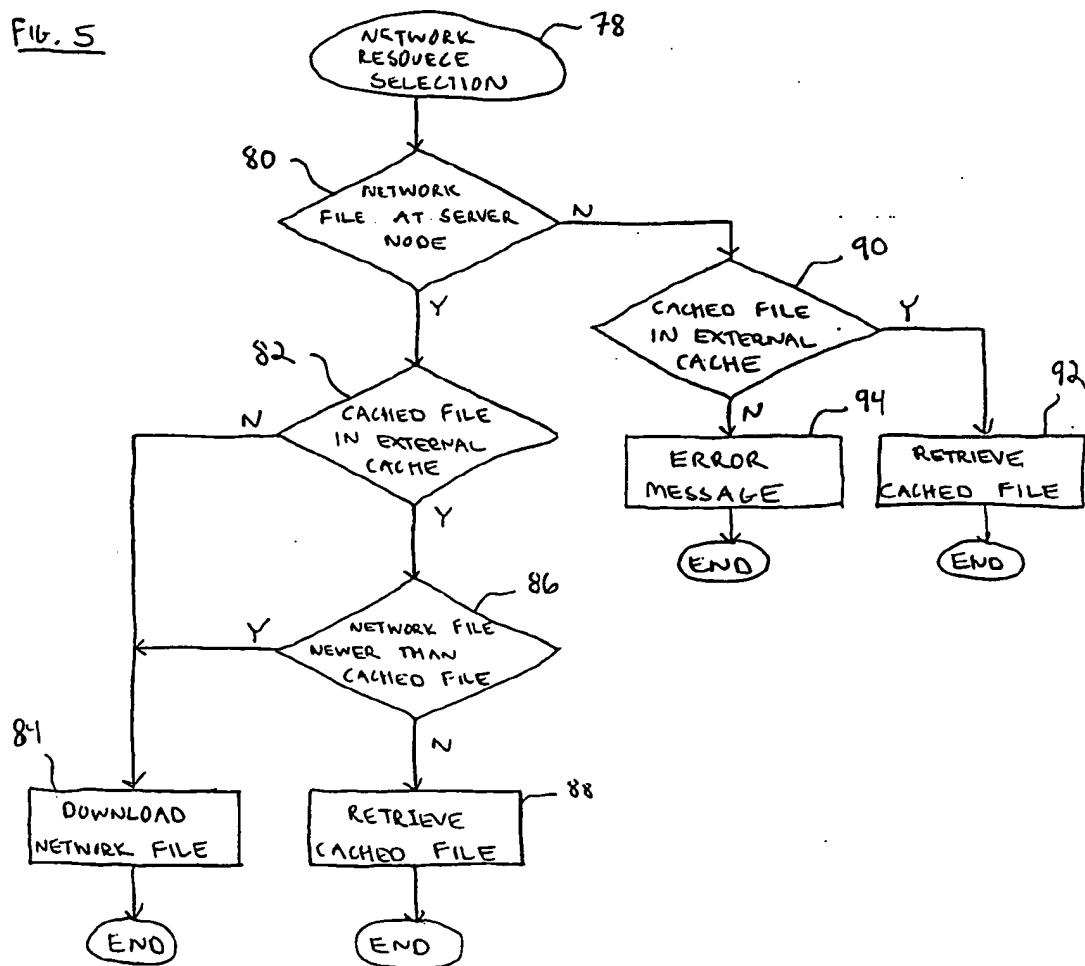 FIG. 5
NETWORK
RESOURCE
SELECTION
78
80
NETWORK
FILE AT SERVER
NODE
N
Y
90
CACHED FILE
IN EXTERNAL
CACHE
Y
N
82
CACHED FILE
IN EXTERNAL
CACHE
N
Y
94
ERROR
MESSAGE
92
RETRIEVE
CACHED FILE
END
END
86
NETWORK FILE
NEWER THAN
CACHED FILE
Y
N
84
DOWNLOAD
NETWORK FILE
88
RETRIEVE
CACHED FILE
END
END